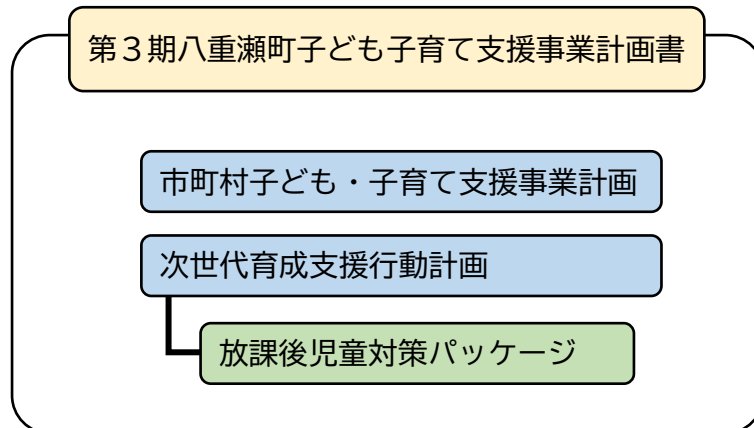 第３期八重瀬町子ども子育て支援事業計画書
市町村子ども・子育て支援事業計画
次世代育成支援行動計画
放課後児童対策パッケージ